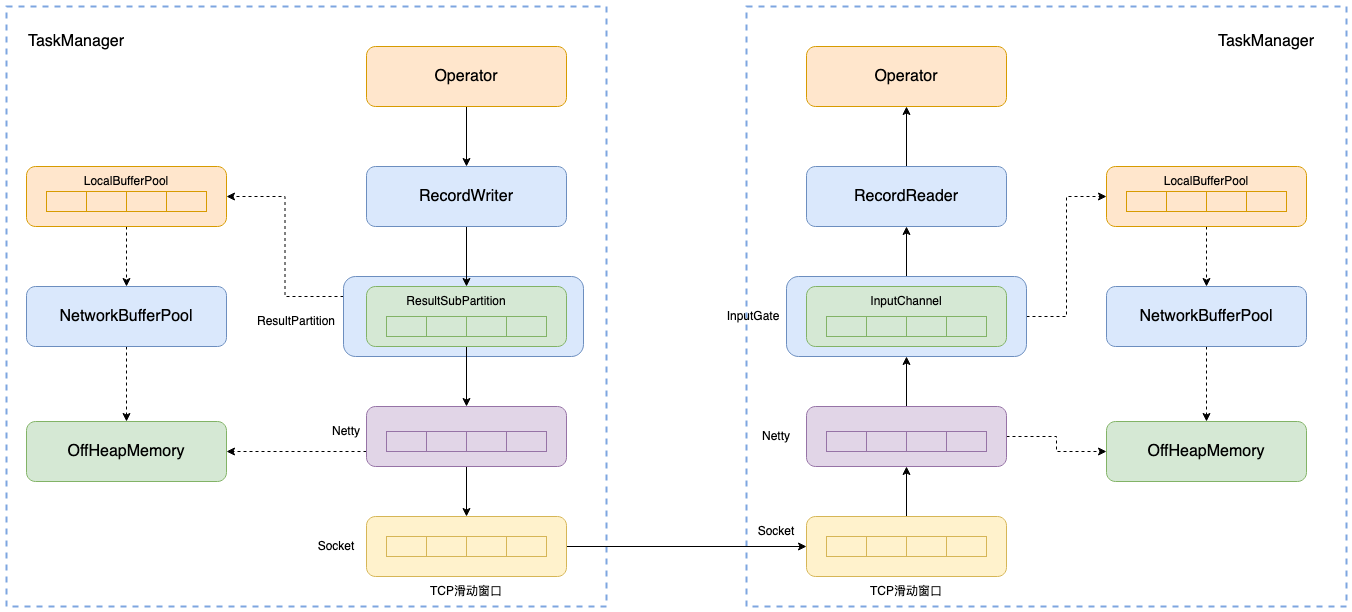 TaskManager
Operator
LocalBufferPool
RecordWriter
NetworkBufferPool
ResultPartition
ResultSubPartition
OffHeapMemory
Netty
Socket
TCP滑动窗口
TaskManager
Operator
RecordReader
LocalBufferPool
InputGate
InputChannel
NetworkBufferPool
Netty
OffHeapMemory
Socket
TCP滑动窗口